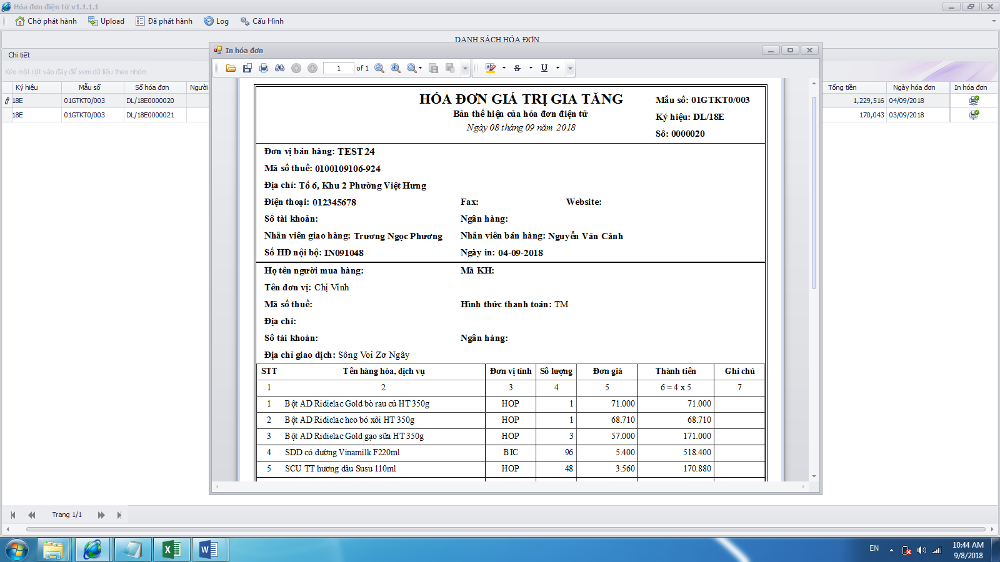 Hóa đơn điện tử v1.1.1.1
Chờ phát hành Upload Đã phát hành Log Cấu Hình
DANH SÁCH HÓA ĐƠN
Chi tiết
Kéo một cột vào đây để xem dữ liệu theo nhóm
Ký hiệu Mẫu số Số hóa đơn Người Tổng tiền Ngày hóa đơn In hóa đơn
18E 01GTKT0/003 DL/18E0000020 1,229,516 04/09/2018
18E 01GTKT0/003 DL/18E0000021 170,043 03/09/2018
In hóa đơn
1 of 1
HÓA ĐƠN GIÁ TRỊ GIA TĂNG
Mẫu số: 01GTKT0/003
Bản thể hiện của hóa đơn điện tử
Ký hiệu: DL/18E
Ngày 08 tháng 09 năm 2018
Số: 0000020
Đơn vị bán hàng: TEST 24
Mã số thuế: 0100109106-924
Địa chỉ: Tổ 6, Khu 2 Phường Việt Hưng
Điện thoại: 012345678 Fax: Website:
Số tài khoản: Ngân hàng:
Nhân viên giao hàng: Trương Ngọc Phương Nhân viên bán hàng: Nguyễn Văn Cảnh
Số HĐ nội bộ: IN091048 Ngày in: 04-09-2018
Họ tên người mua hàng: Mã KH:
Tên đơn vị: Chị Vinh
Mã số thuế: Hình thức thanh toán: TM
Địa chỉ:
Số tài khoản: Ngân hàng:
Địa chỉ giao dịch: Sông Voi Zơ Ngây
STT Tên hàng hóa, dịch vụ Đơn vị tính Số lượng Đơn giá Thành tiền Ghi chú
1 2 3 4 5 6 = 4 x 5 7
1 Bột AD Ridielac Gold bò rau củ HT 350g HOP 1 71.000 71.000
2 Bột AD Ridielac heo bó xôi HT 350g HOP 1 68.710 68.710
3 Bột AD Ridielac Gold gạo sữa HT 350g HOP 3 57.000 171.000
4 SDD có đường Vinamilk F220ml BIC 96 5.400 518.400
5 SCU TT hương dâu Susu 110ml HOP 48 3.560 170.880
Trang 1/1
EN
10:44 AM
9/8/2018